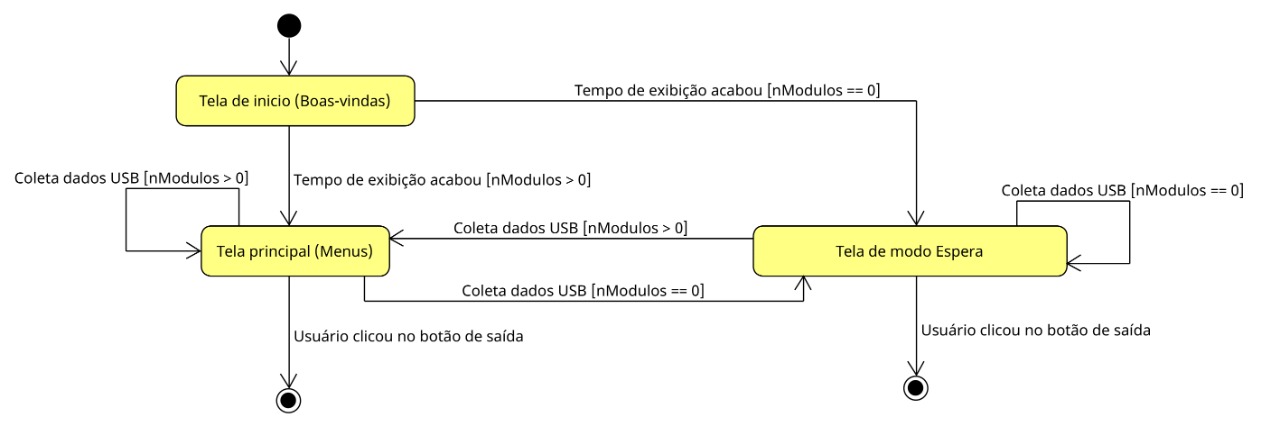 Tempo de exibição acabou [nModulos == 0]
Tela de inicio (Boas-vindas)
Coleta dados USB [nModulos > 0]
Tempo de exibição acabou [nModulos > 0]
Coleta dados USB [nModulos == 0]
Coleta dados USB [nModulos > 0]
Tela principal (Menus)
Tela de modo Espera
Coleta dados USB [nModulos == 0]
Usuário clicou no botão de saída
Usuário clicou no botão de saída